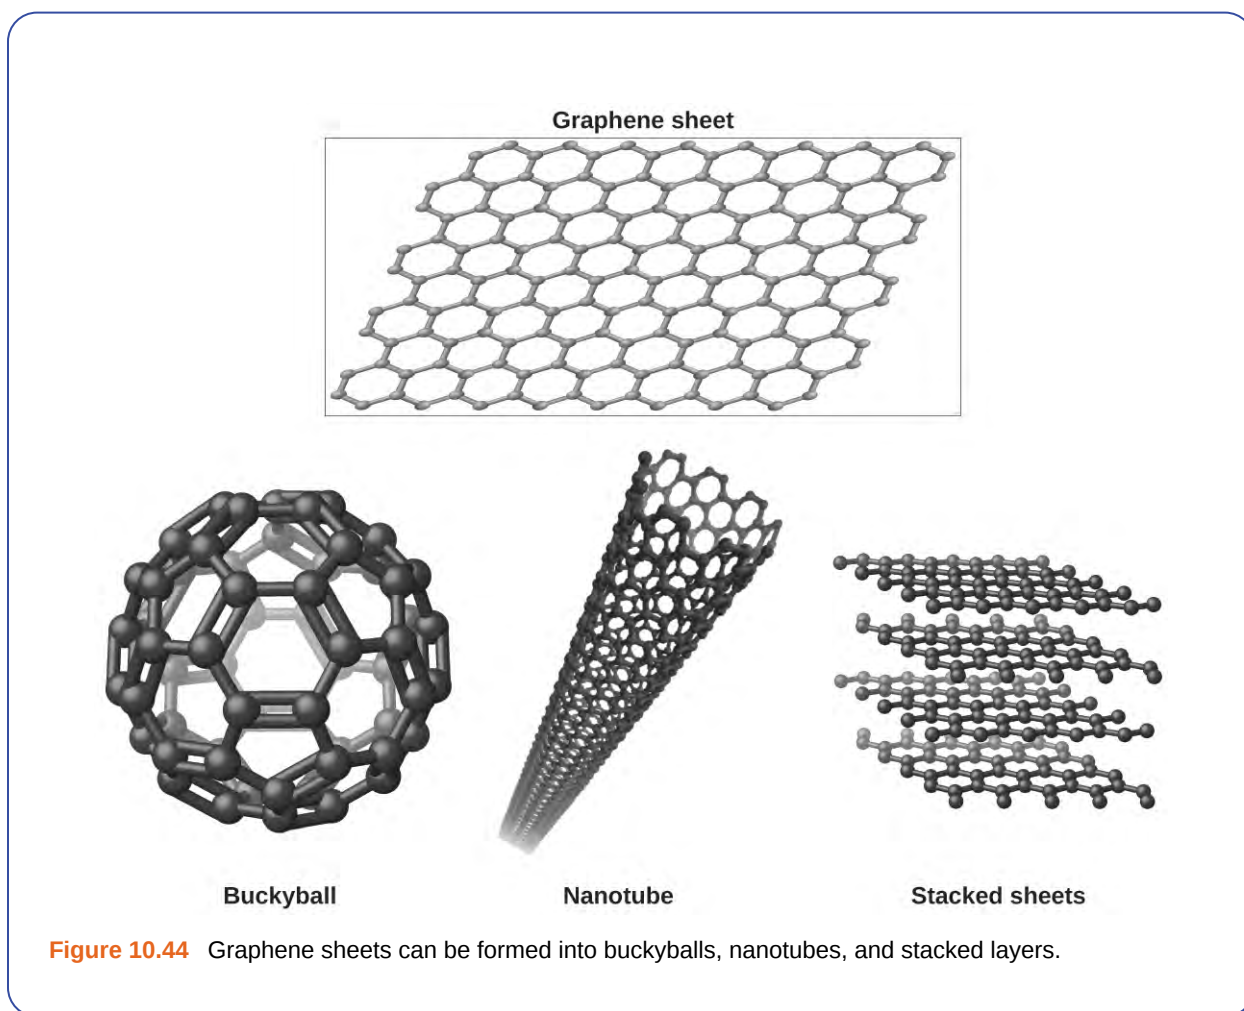 Graphene sheet
Buckyball
Nanotube
Stacked sheets
Figure 10.44 Graphene sheets can be formed into buckyballs, nanotubes, and stacked layers.